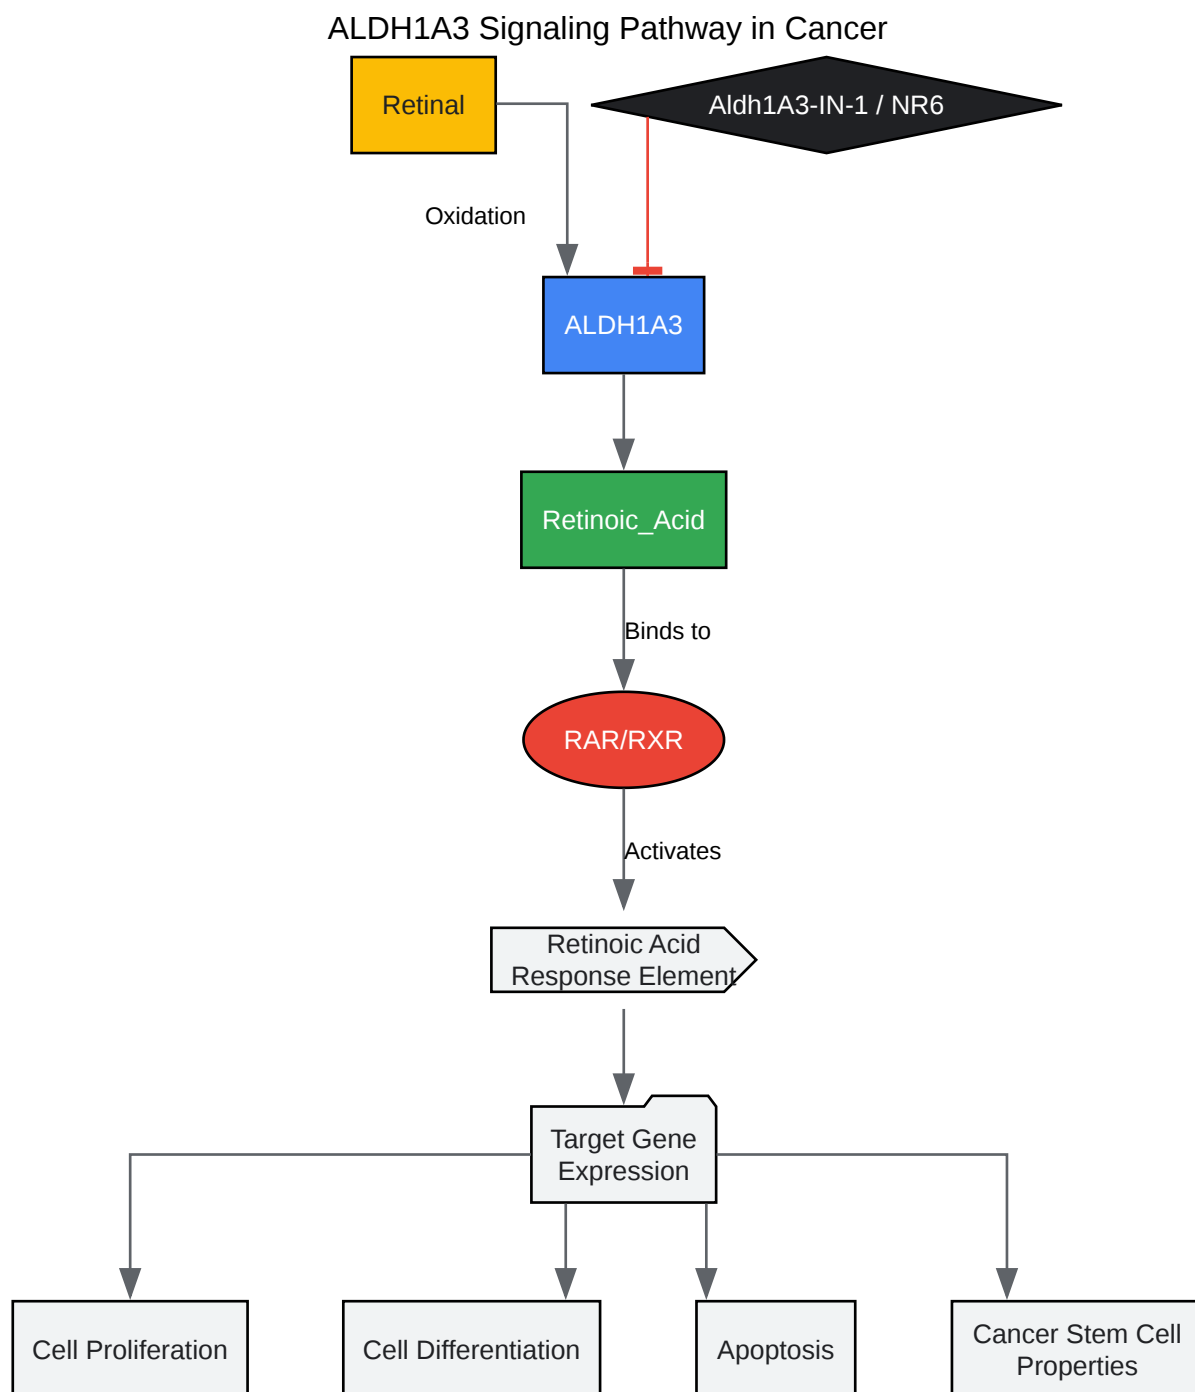 ALDH1A3 Signaling Pathway in Cancer
Retinal
Aldh1A3-IN-1 / NR6
Oxidation
ALDH1A3
Retinoic_Acid
Binds to
RAR/RXR
Activates
Retinoic Acid
Response Element
Target Gene
Expression
Cell Proliferation
Cell Differentiation
Apoptosis
Cancer Stem Cell
Properties